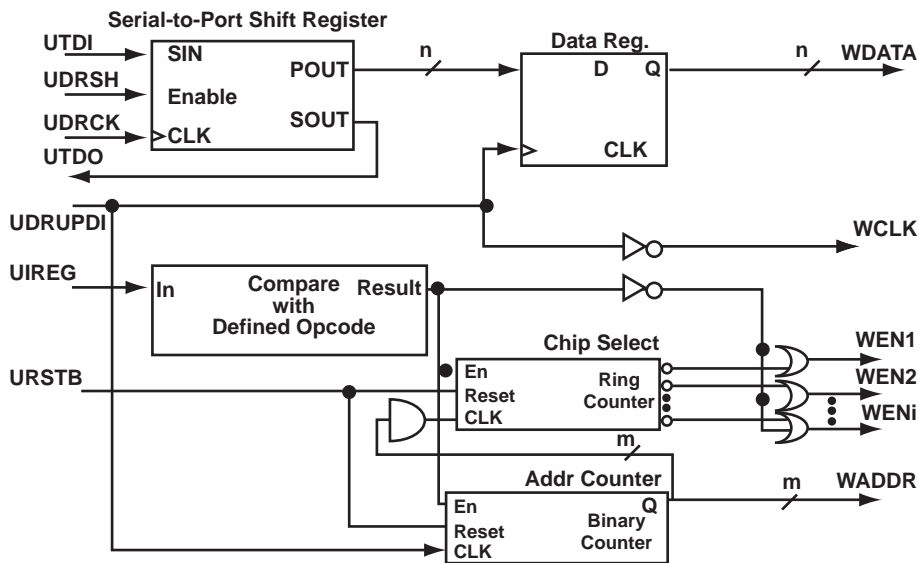 Serial-to-Port Shift Register
UTDI
SIN
POUT
n
Data Reg.
D Q
n
WDATA
UDRSH
Enable
UDRCK
CLK
SOUT
CLK
UTDO
UDRUPDI
WCLK
UIREG
In
Compare
with
Defined Opcode
Result
Chip Select
WEN1
URSTB
En
Reset
CLK
Ring
Counter
WEN2
WENi
m
Addr Counter
En
Reset
CLK
Q
Binary
Counter
m
WADDR